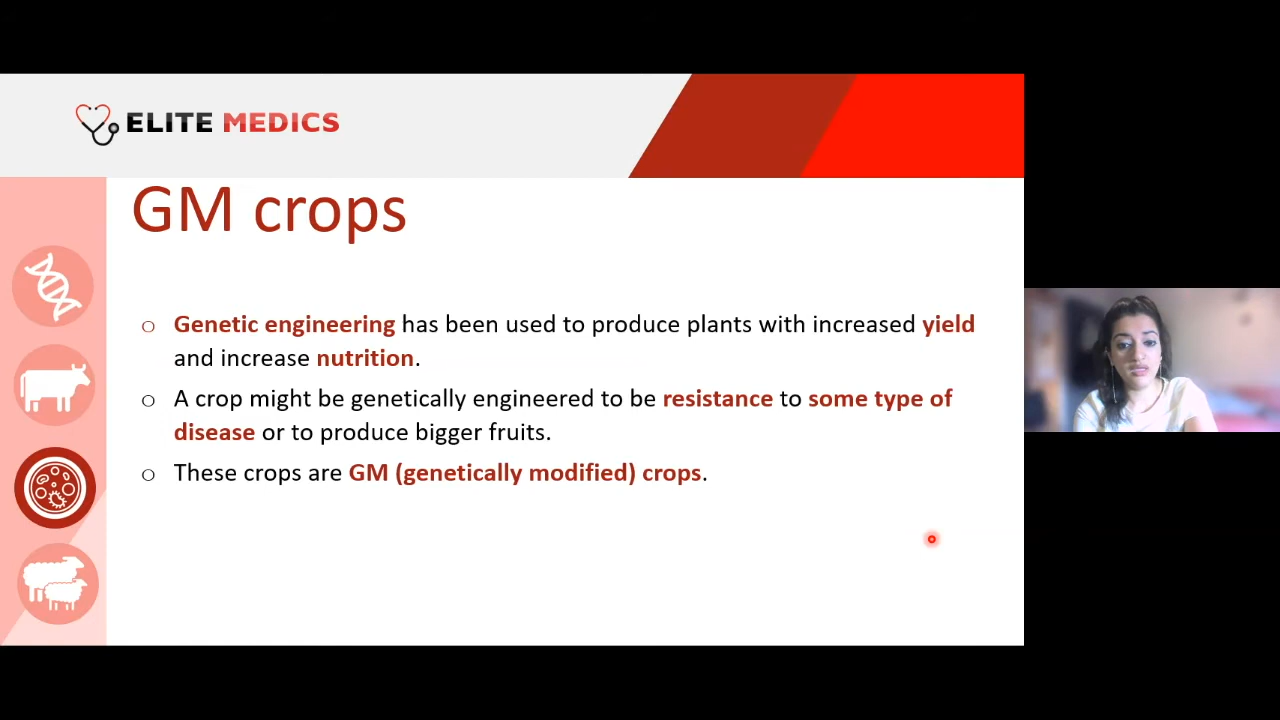 ELITE MEDICS
GM crops
o Genetic engineering has been used to produce plants with increased yield
and increase nutrition.
o A crop might be genetically engineered to be resistance to some type of
disease or to produce bigger fruits.
o These crops are GM (genetically modified) crops.